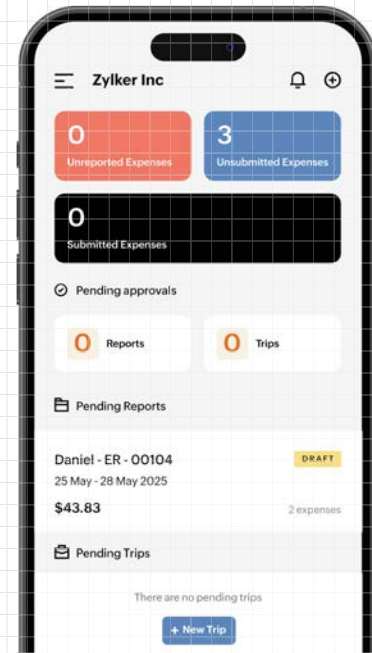 Zylker Inc
0
Unreported Expenses
3
Unsubmitted Expenses
0
Submitted Expenses
Pending approvals
0 Reports
0 Trips
Pending Reports
Daniel - ER - 00104
DRAFT
25 May - 28 May 2025
$43.83
2 expenses
Pending Trips
There are no pending trips
+ New Trip